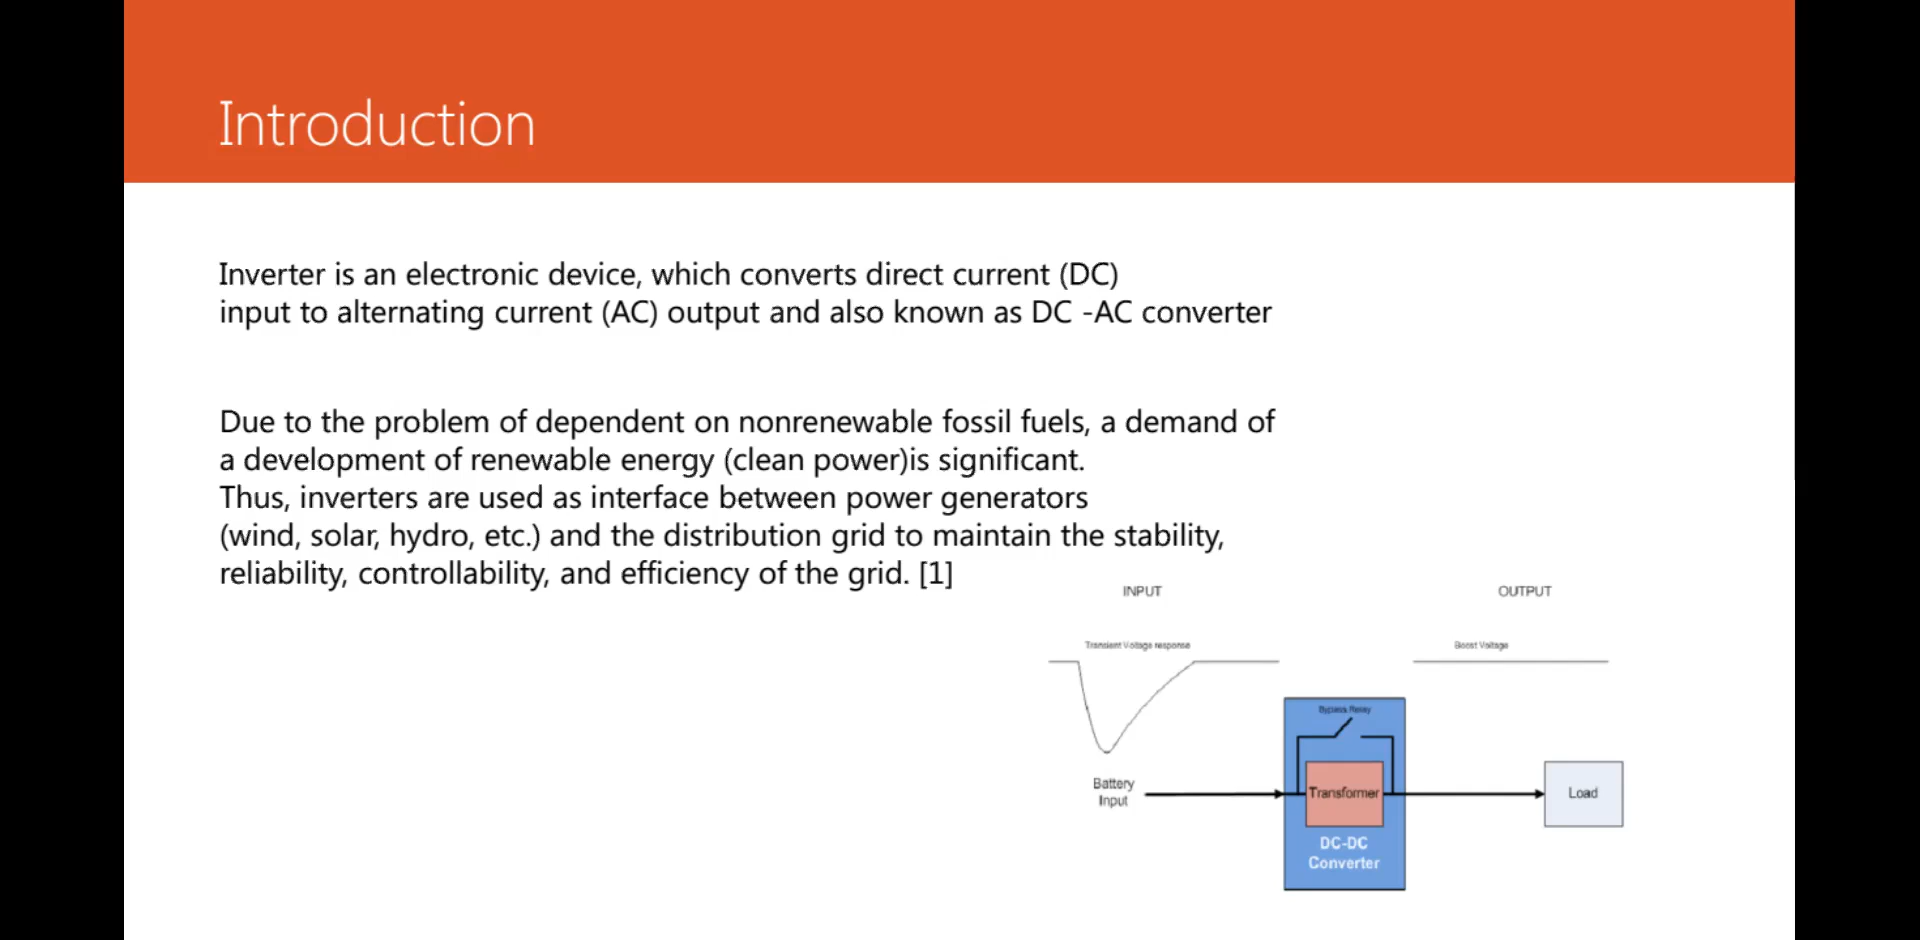 Introduction
Inverter is an electronic device, which converts direct current (DC)
input to alternating current (AC) output and also known as DC -AC converter
Due to the problem of dependent on nonrenewable fossil fuels, a demand of
a development of renewable energy (clean power)is significant.
Thus, inverters are used as interface between power generators
(wind, solar, hydro, etc.) and the distribution grid to maintain the stability,
reliability, controllability, and efficiency of the grid. [1]
INPUT
OUTPUT
Transient Voltage response
Boost Voltage
Bypass Relay
Battery
Input
Transformer
Load
DC-DC
Converter